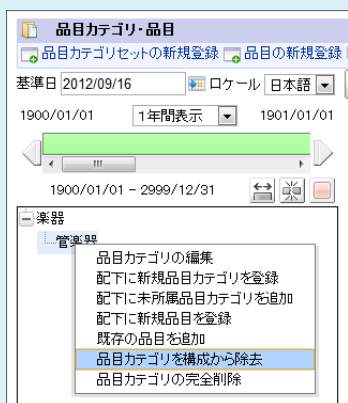 品目カテゴリ・品目
品目カテゴリセットの新規登録 品目の新規登録
基準日 2012/09/16 ロケール 日本語
1900/01/01 1年間表示 1901/01/01
1900/01/01 - 2999/12/31
楽器
管楽器
品目カテゴリの編集
配下に新規品目カテゴリを登録
配下に未所属品目カテゴリを追加
配下に新規品目を登録
既存の品目を追加
品目カテゴリを構成から除去
品目カテゴリの完全削除